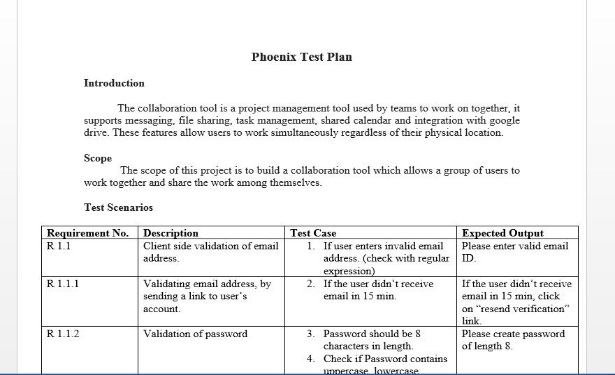 Phoenix Test Plan
Introduction
The collaboration tool is a project management tool used by teams to work on together, it
supports messaging, file sharing, task management, shared calendar and integration with google
drive. These features allow users to work simultaneously regardless of their physical location.
Scope
The scope of this project is to build a collaboration tool which allows a group of users to
work together and share the work among themselves.
Test Scenarios
Requirement No. Description Test Case Expected Output
R 1.1 Client side validation of email 1. If user enters invalid email Please enter valid email
address. address. (check with regular ID.
expression)
R 1.1.1 Validating email address, by 2. If the user didn't receive If the user didn't receive
sending a link to user's email in 15 min. email in 15 min, click
account. on "resend verification"
link.
R 1.1.2 Validation of password 3. Password should be 8 Please create password
characters in length. of length 8.
4. Check if Password contains
uppercase, lowercase